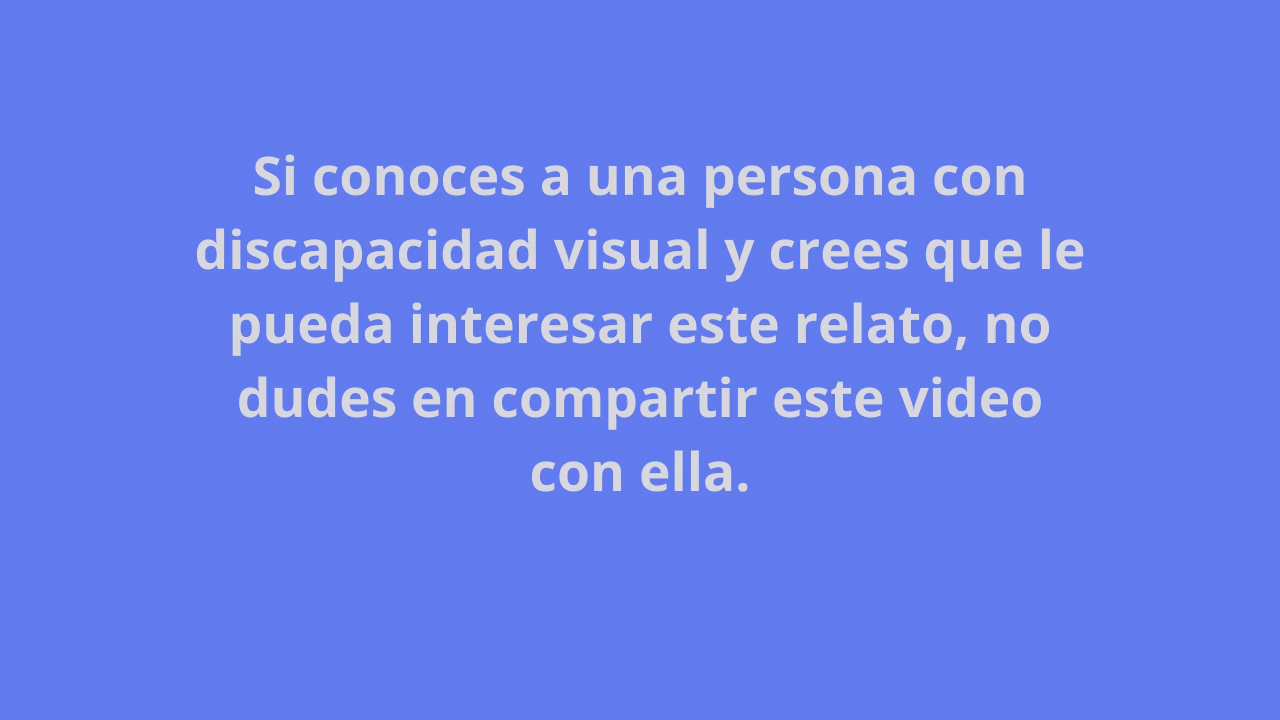 Si conoces a una persona con
discapacidad visual y crees que le
pueda interesar este relato, no
dudes en compartir este video
con ella.